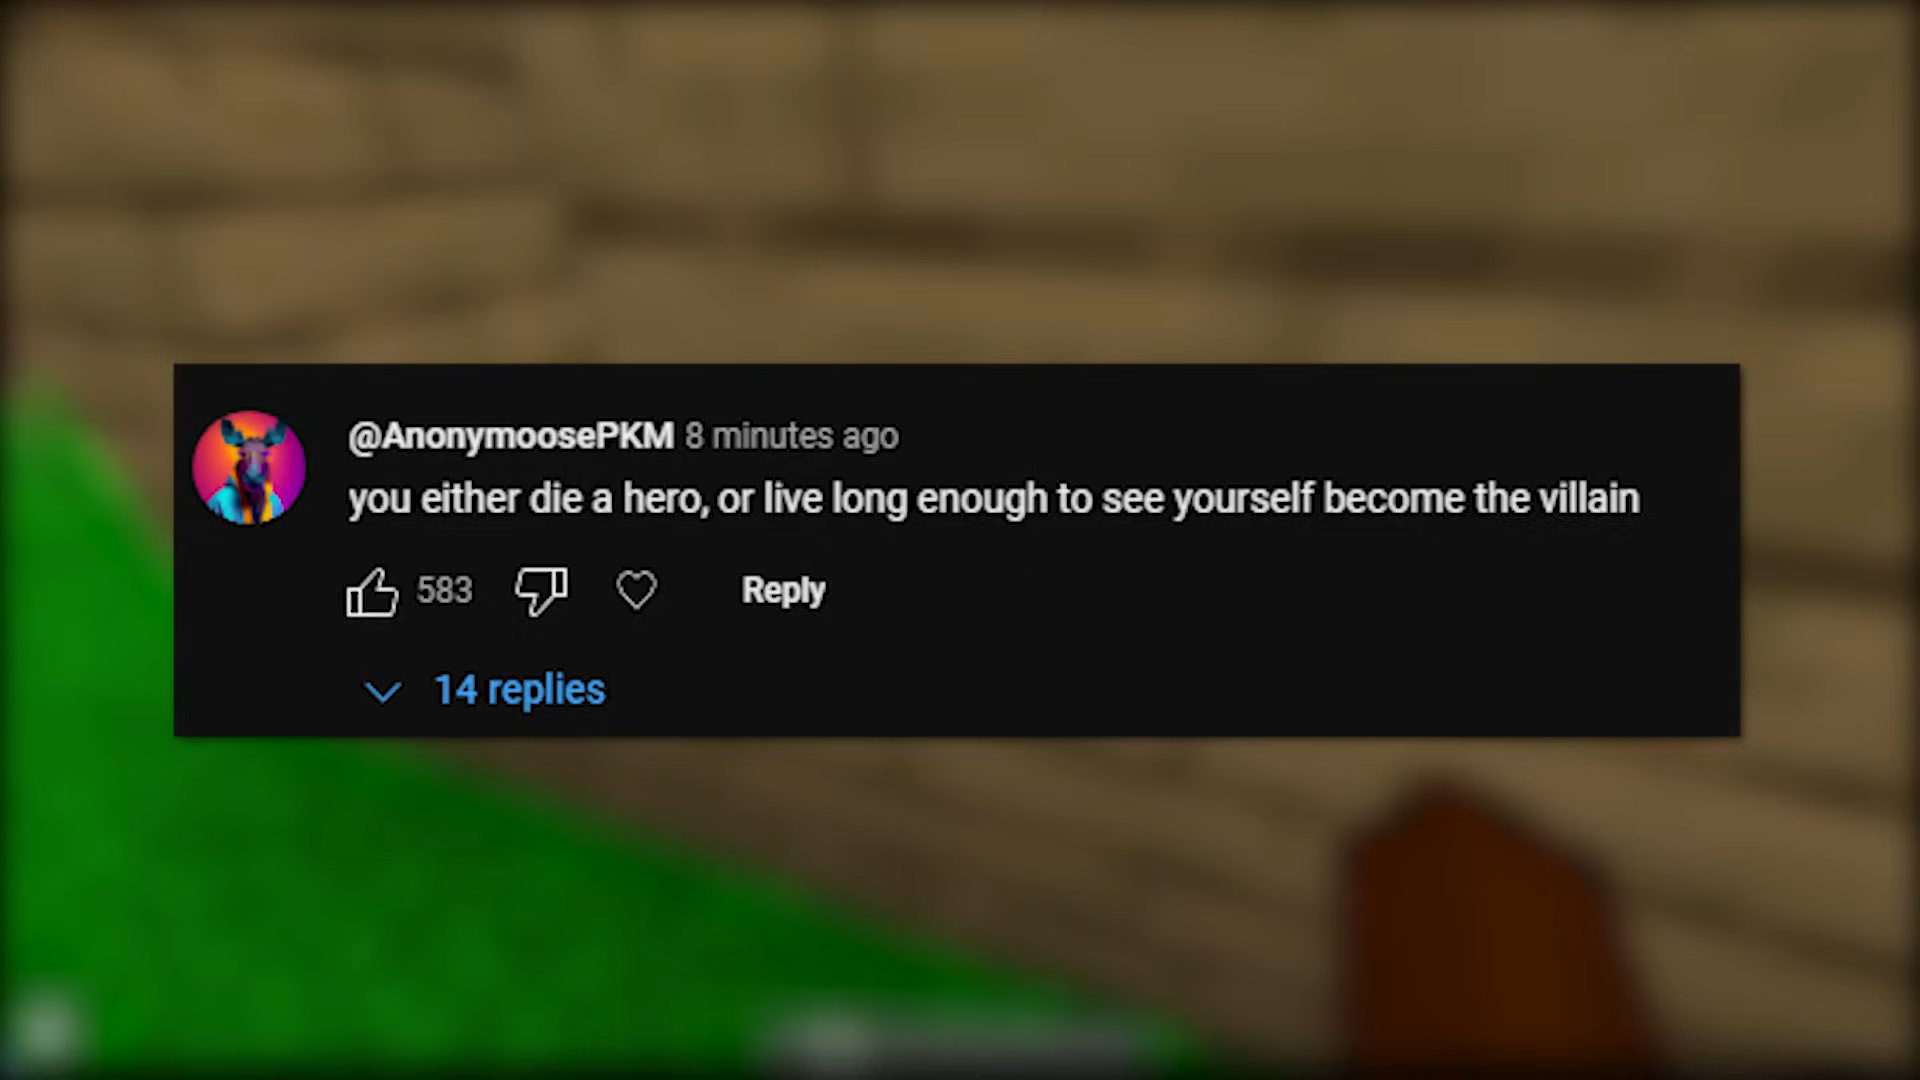 @AnonymoosePKM 8 minutes ago
you either die a hero, or live long enough to see yourself become the villain
583 Reply
14 replies